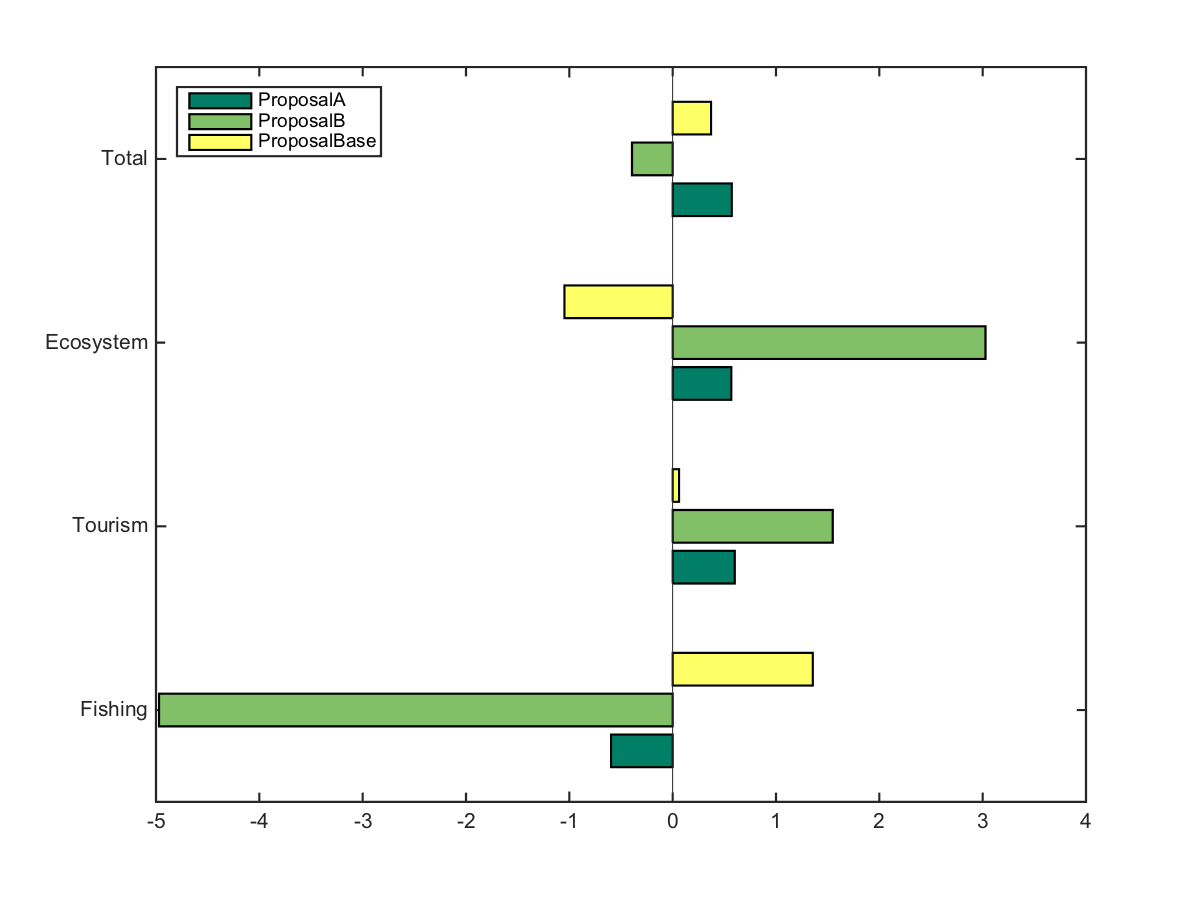 ProposalA
ProposalB
ProposalBase
Total
Ecosystem
Tourism
Fishing
-5 -4 -3 -2 -1 0 1 2 3 4